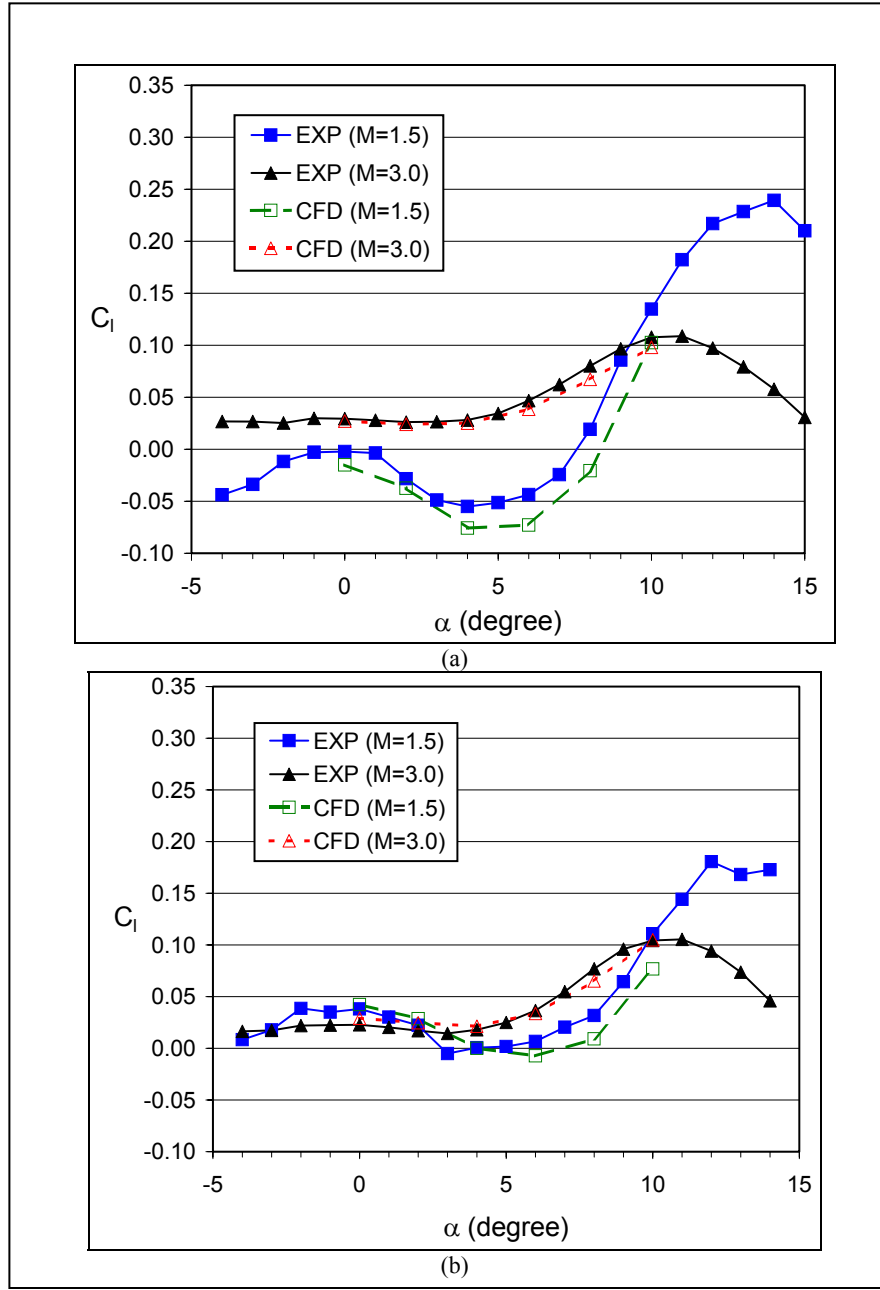 0.35
0.30
0.25
0.20
0.15
0.10
0.05
0.00
-0.05
-0.10
EXP (M=1.5)
EXP (M=3.0)
CFD (M=1.5)
CFD (M=3.0)
Cl
-5 0 5 10 15
α (degree)
(a)
0.35
0.30
0.25
0.20
0.15
0.10
0.05
0.00
-0.05
-0.10
EXP (M=1.5)
EXP (M=3.0)
CFD (M=1.5)
CFD (M=3.0)
Cl
-5 0 5 10 15
α (degree)
(b)